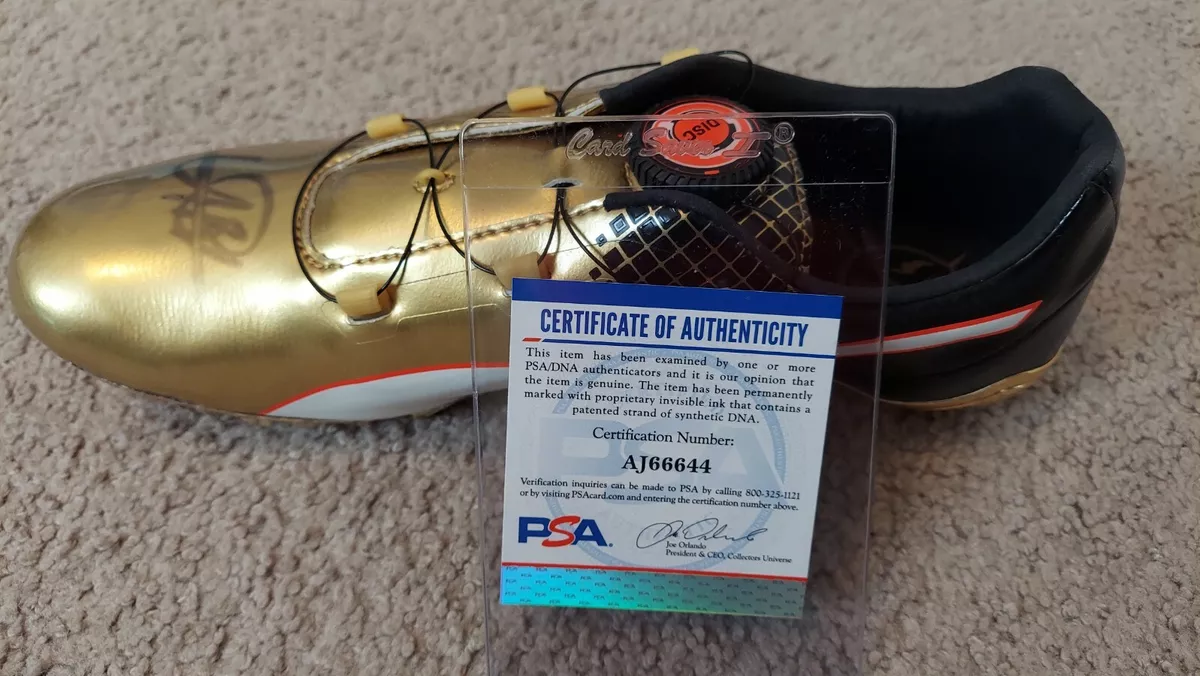 DISC
Card Saver I ®
CERTIFICATE OF AUTHENTICITY
This item has been examined by one or more
PSA/DNA authenticators and it is our opinion that
the item is genuine. The item has been permanently
marked with proprietary invisible ink that contains a
patented strand of synthetic DNA.
Certification Number:
AJ66644
Verification inquiries can be made to PSA by calling 800-325-1121
or by visiting PSAcard.com and entering the certification number above.
PSA.
Joe Orlando
President & CEO, Collectors Universe